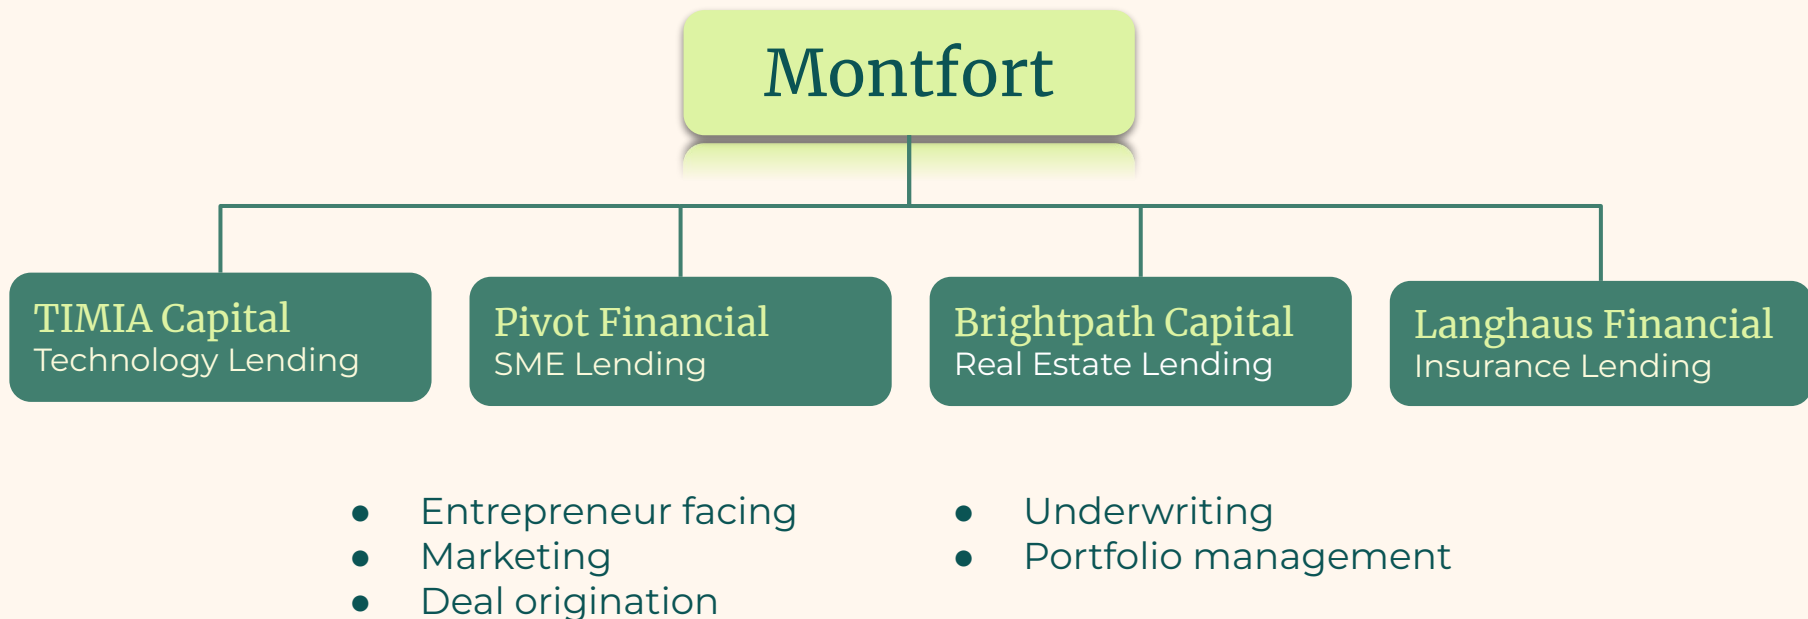 Montfort
TIMIA Capital
Technology Lending
Pivot Financial
SME Lending
Brightpath Capital
Real Estate Lending
Langhaus Financial
Insurance Lending
● Entrepreneur facing
● Marketing
● Deal origination
● Underwriting
● Portfolio management